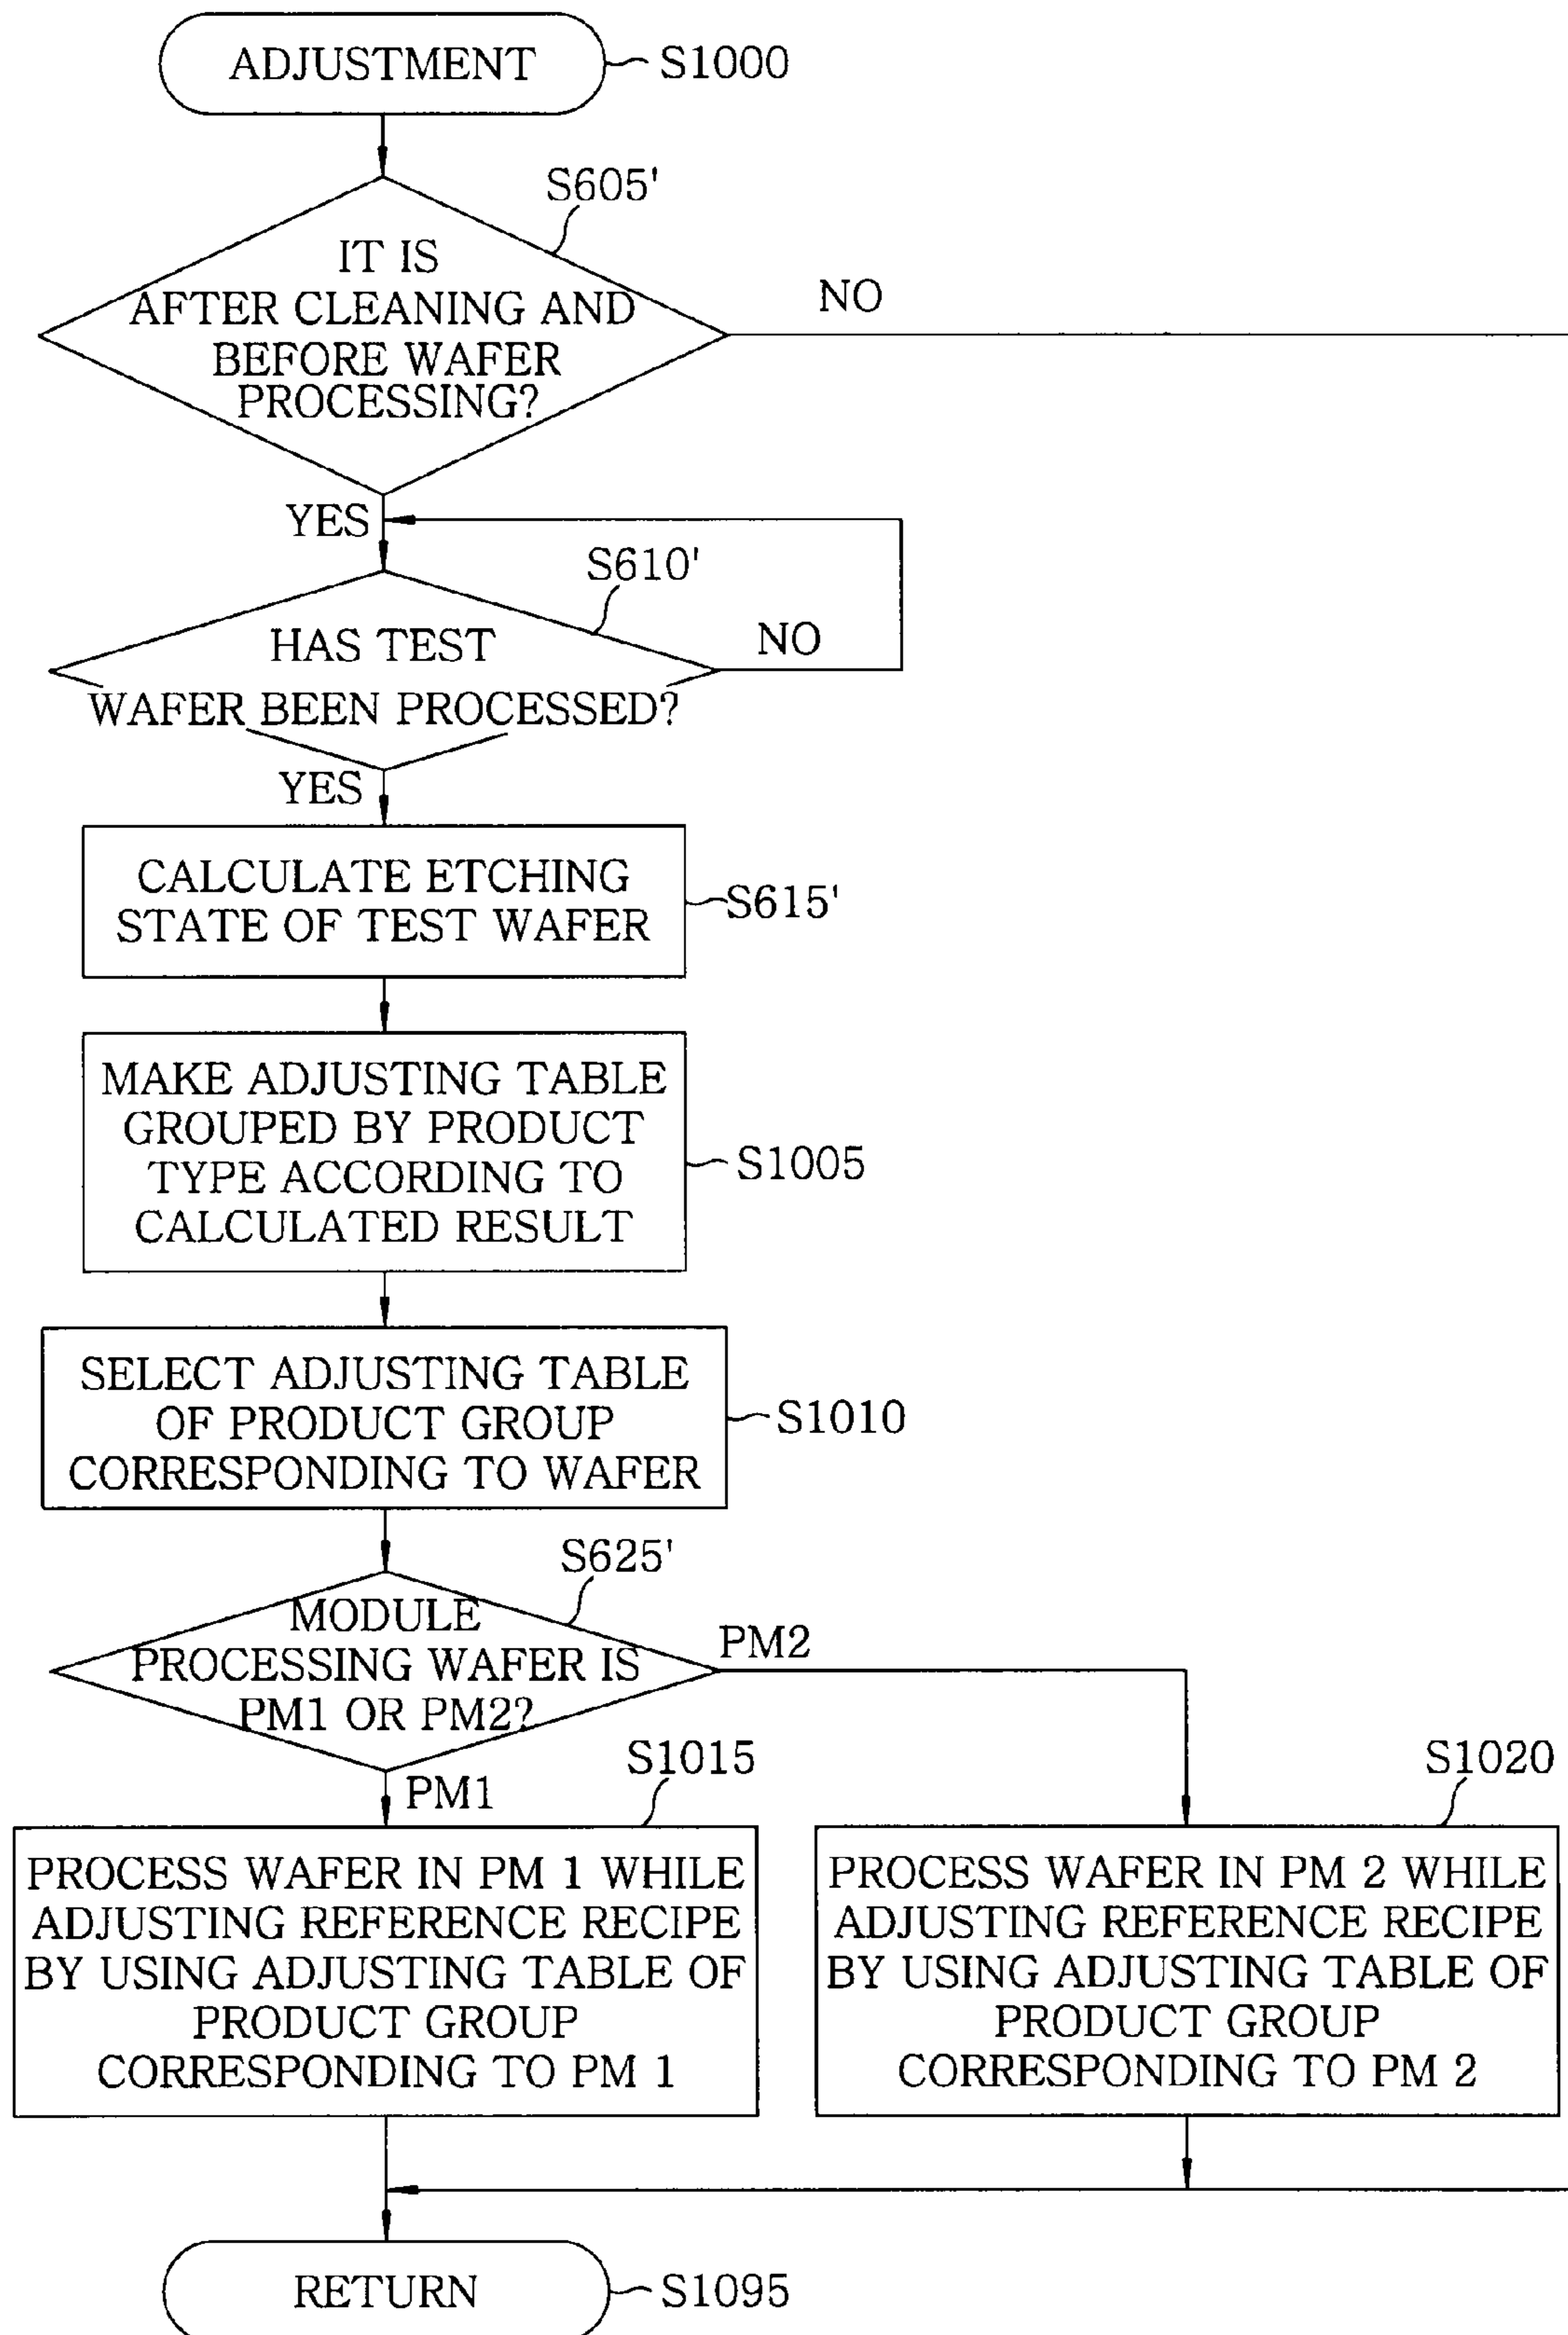 ADJUSTMENT
S1000
S605'
IT IS
AFTER CLEANING AND
BEFORE WAFER
PROCESSING?
NO
YES
S610'
HAS TEST
WAFER BEEN PROCESSED?
NO
YES
CALCULATE ETCHING
STATE OF TEST WAFER
S615'
MAKE ADJUSTING TABLE
GROUPED BY PRODUCT
TYPE ACCORDING TO
CALCULATED RESULT
S1005
SELECT ADJUSTING TABLE
OF PRODUCT GROUP
CORRESPONDING TO WAFER
S1010
S625'
MODULE
PROCESSING WAFER IS
PM1 OR PM2?
PM2
PM1
S1015
PROCESS WAFER IN PM 1 WHILE
ADJUSTING REFERENCE RECIPE
BY USING ADJUSTING TABLE OF
PRODUCT GROUP
CORRESPONDING TO PM 1
S1020
PROCESS WAFER IN PM 2 WHILE
ADJUSTING REFERENCE RECIPE
BY USING ADJUSTING TABLE OF
PRODUCT GROUP
CORRESPONDING TO PM 2
RETURN
S1095